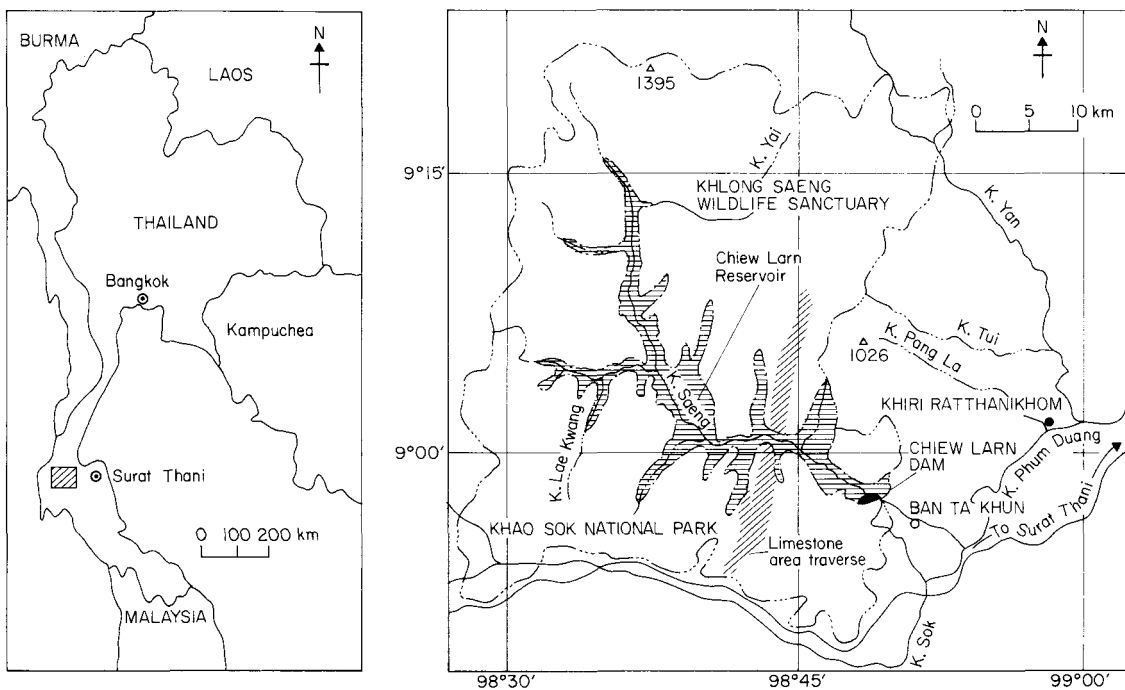 BURMA
N
LAOS
THAILAND
Bangkok
Kampuchea
Surat Thani
0 100 200 km
MALAYSIA
N
1395
0 5 10 km
K. Yai
9°15'
KHLONG SAENG
WILDLIFE SANCTUARY
K. Yan
Chiew Larn
Reservoir
K. Tui
1026
K. Pang La
K. Saeng
KHIRI RATTHANIKHOM
K. Lae Kwang
9°00'
CHIEW LARN
DAM
K. Phum Duang
BAN TA KHUN
To Surat Thani
KHAO SOK NATIONAL PARK
Limestone
area traverse
K. Sok
98°30'
98°45'
99°00'